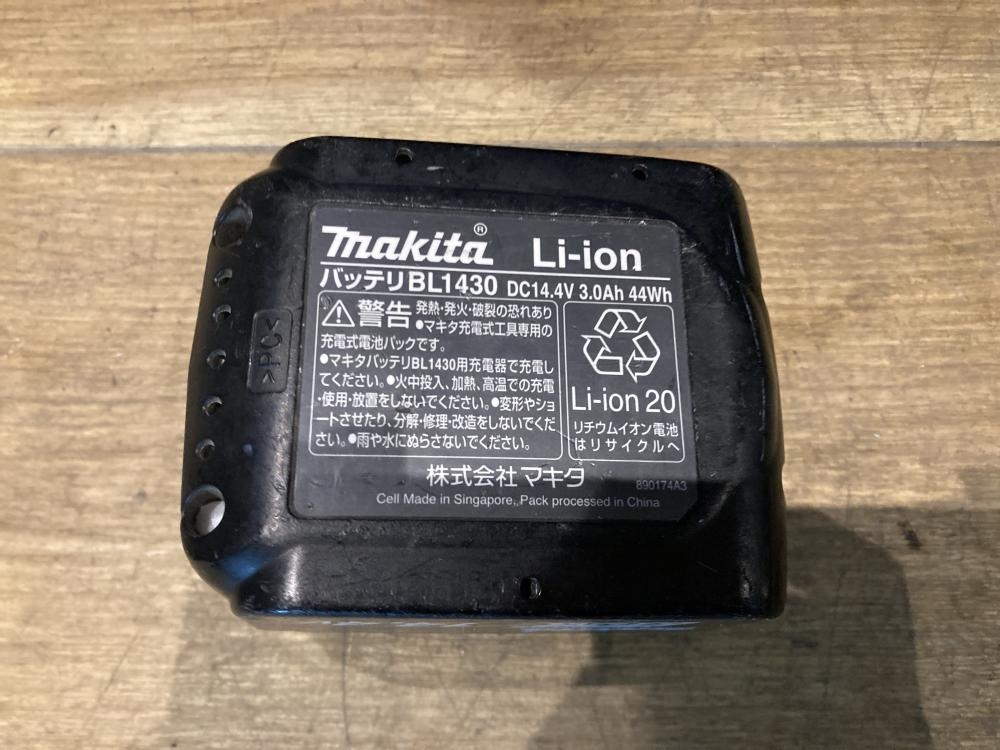 makita®
Li-ion
バッテリBL1430 DC14.4V 3.0Ah 44Wh
警告 発熱・発火・破裂の恐れあり
●マキタ充電式工具専用の
充電式電池パックです。
●マキタバッテリBL1430用充電器で充電し
てください。●火中投入、加熱、高温での充電
・使用・放置をしないでください。●変形やショ
ートさせたり、分解・修理・改造をしないでくだ
さい。●雨や水にぬらさないでください。
Li-ion 20
リチウムイオン電池
はリサイクルへ
株式会社マキタ
890174A3
Cell Made in Singapore, Pack processed in China
>PC<